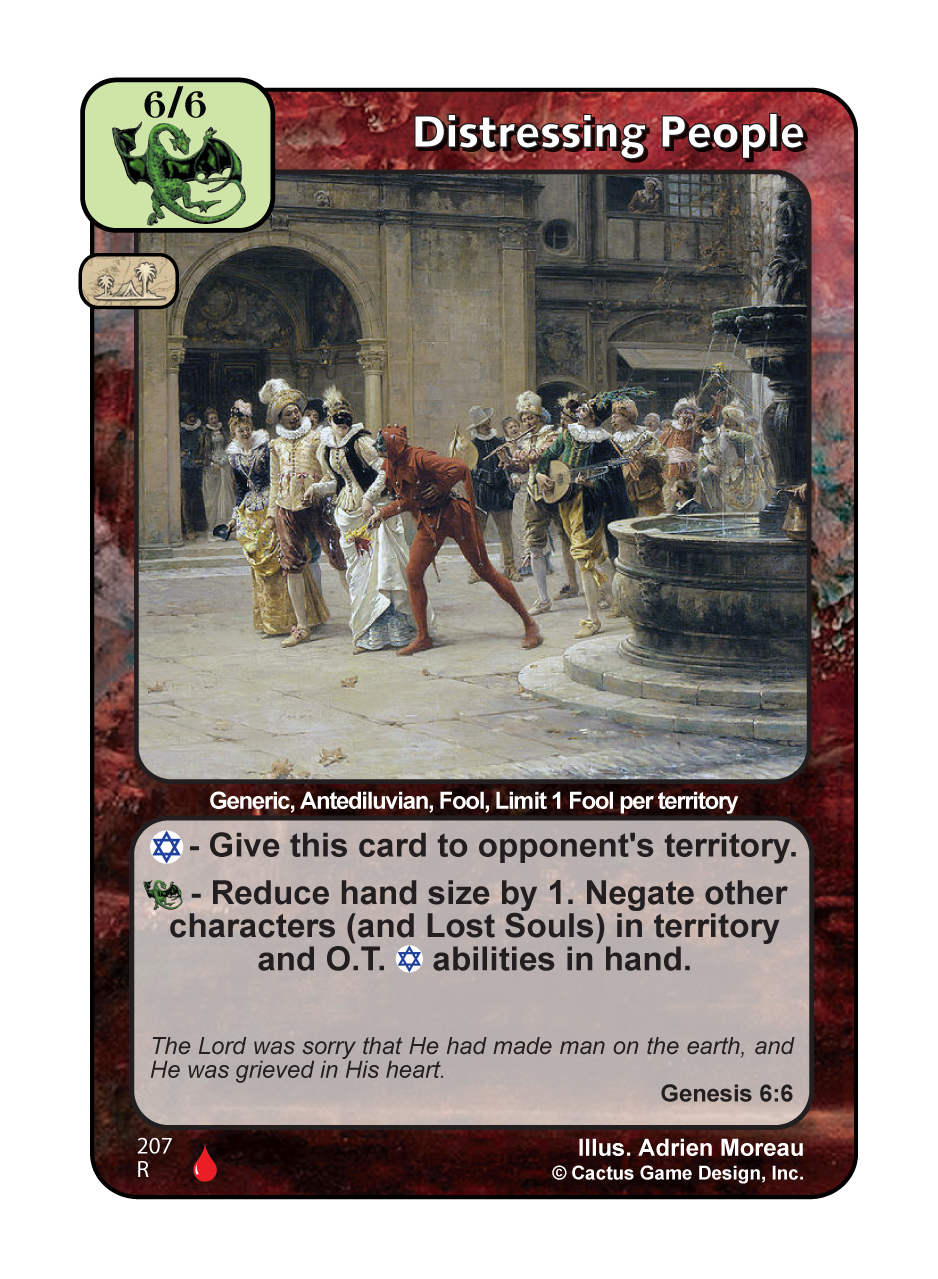 6/6
Distressing People
Generic, Antediluvian, Fool, Limit 1 Fool per territory
- Give this card to opponent's territory.
- Reduce hand size by 1. Negate other
characters (and Lost Souls) in territory
and O.T. abilities in hand.
The Lord was sorry that He had made man on the earth, and
He was grieved in His heart.
Genesis 6:6
207
R
Illus. Adrien Moreau
© Cactus Game Design, Inc.